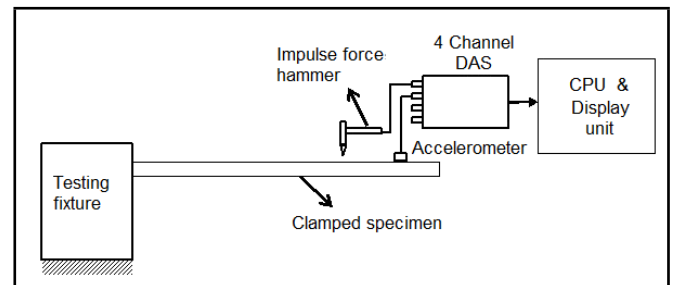 4 Channel
DAS
Impulse force
hammer
CPU &
Display
unit
Accelerometer
Testing
fixture
Clamped specimen